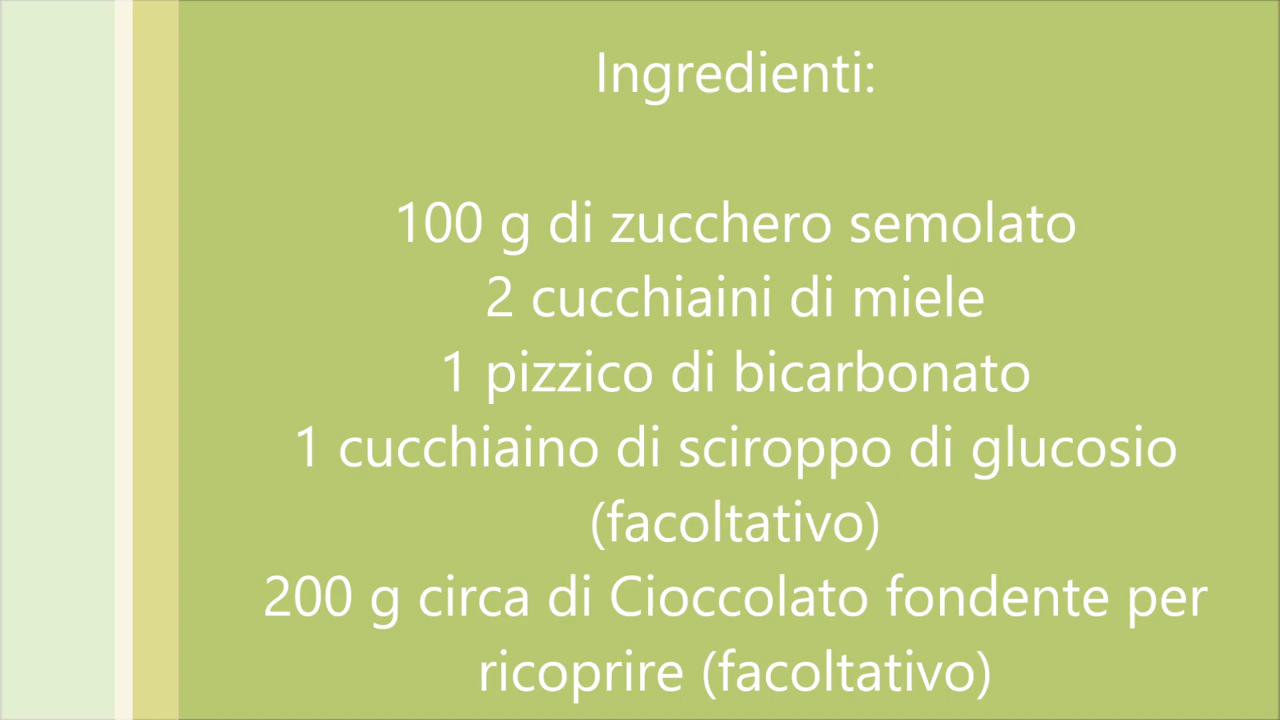 Ingredienti:
100 g di zucchero semolato
2 cucchiaini di miele
1 pizzico di bicarbonato
1 cucchiaino di sciroppo di glucosio
(facoltativo)
200 g circa di Cioccolato fondente per
ricoprire (facoltativo)